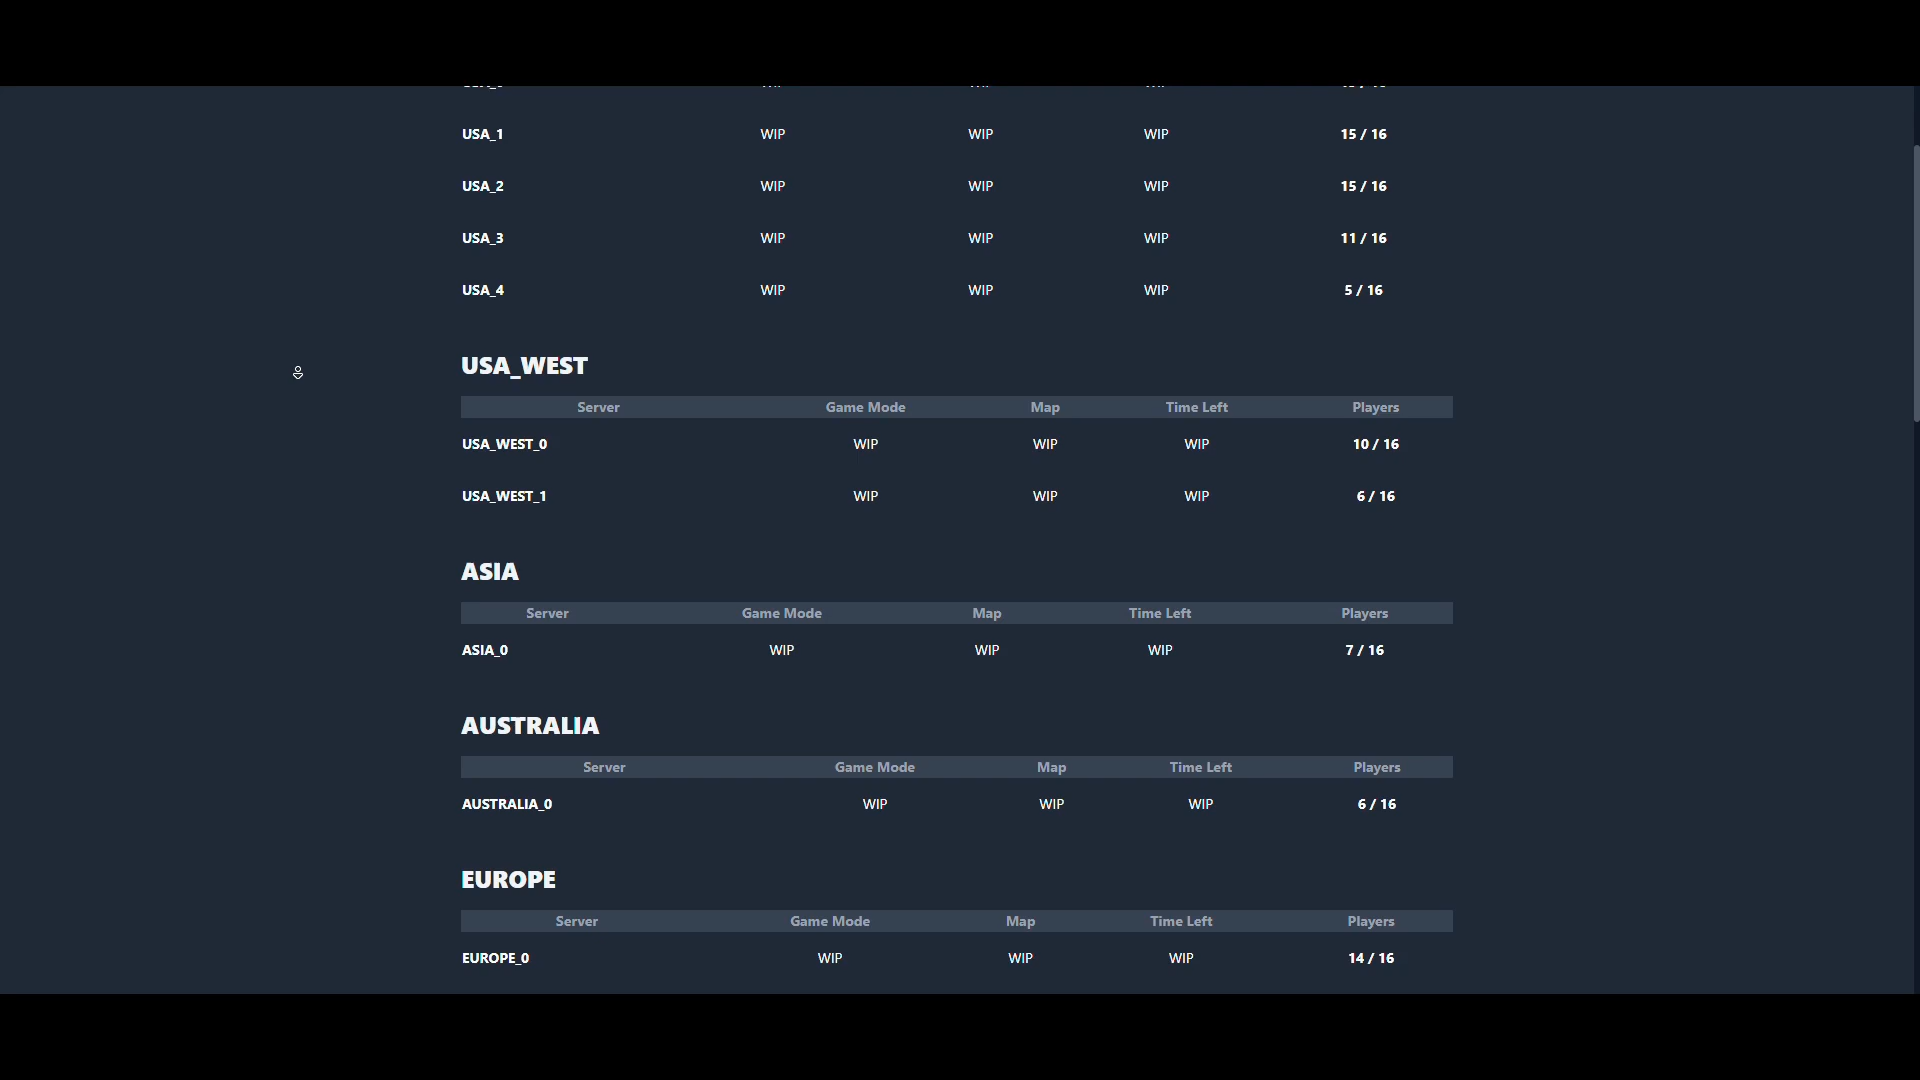 USA_1 WIP WIP WIP 15 / 16
USA_2 WIP WIP WIP 15 / 16
USA_3 WIP WIP WIP 11 / 16
USA_4 WIP WIP WIP 5 / 16
USA_WEST
Server Game Mode Map Time Left Players
USA_WEST_0 WIP WIP WIP 10 / 16
USA_WEST_1 WIP WIP WIP 6 / 16
ASIA
Server Game Mode Map Time Left Players
ASIA_0 WIP WIP WIP 7 / 16
AUSTRALIA
Server Game Mode Map Time Left Players
AUSTRALIA_0 WIP WIP WIP 6 / 16
EUROPE
Server Game Mode Map Time Left Players
EUROPE_0 WIP WIP WIP 14 / 16